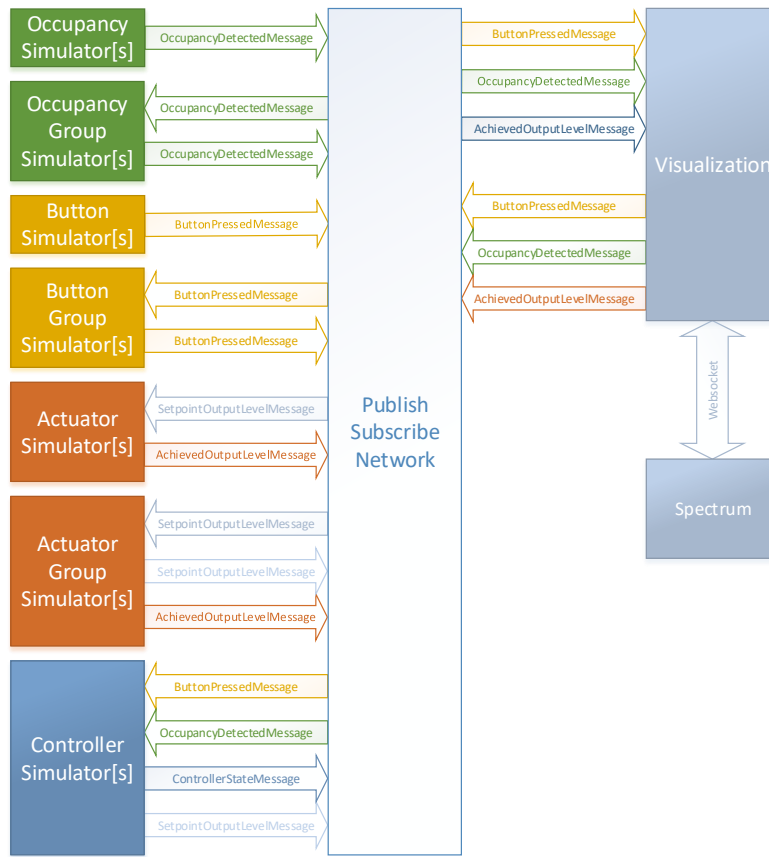 Occupancy
Simulator[s]
OccupancyDetectedMessage
Occupancy
Group
Simulator[s]
OccupancyDetectedMessage
OccupancyDetectedMessage
Button
Simulator[s]
ButtonPressedMessage
Button
Group
Simulator[s]
ButtonPressedMessage
ButtonPressedMessage
Actuator
Simulator[s]
SetpointOutputLevelMessage
AchievedOutputLevelMessage
Actuator
Group
Simulator[s]
SetpointOutputLevelMessage
SetpointOutputLevelMessage
AchievedOutputLevelMessage
Controller
Simulator[s]
ButtonPressedMessage
OccupancyDetectedMessage
ControllerStateMessage
SetpointOutputLevelMessage
Publish
Subscribe
Network
ButtonPressedMessage
OccupancyDetectedMessage
AchievedOutputLevelMessage
Visualization
ButtonPressedMessage
OccupancyDetectedMessage
AchievedOutputLevelMessage
Websocket
Spectrum